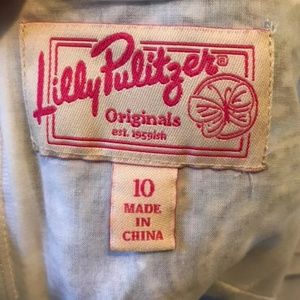 Lilly Pulitzer®
Originals
est. 1959ish
10
MADE
IN
CHINA